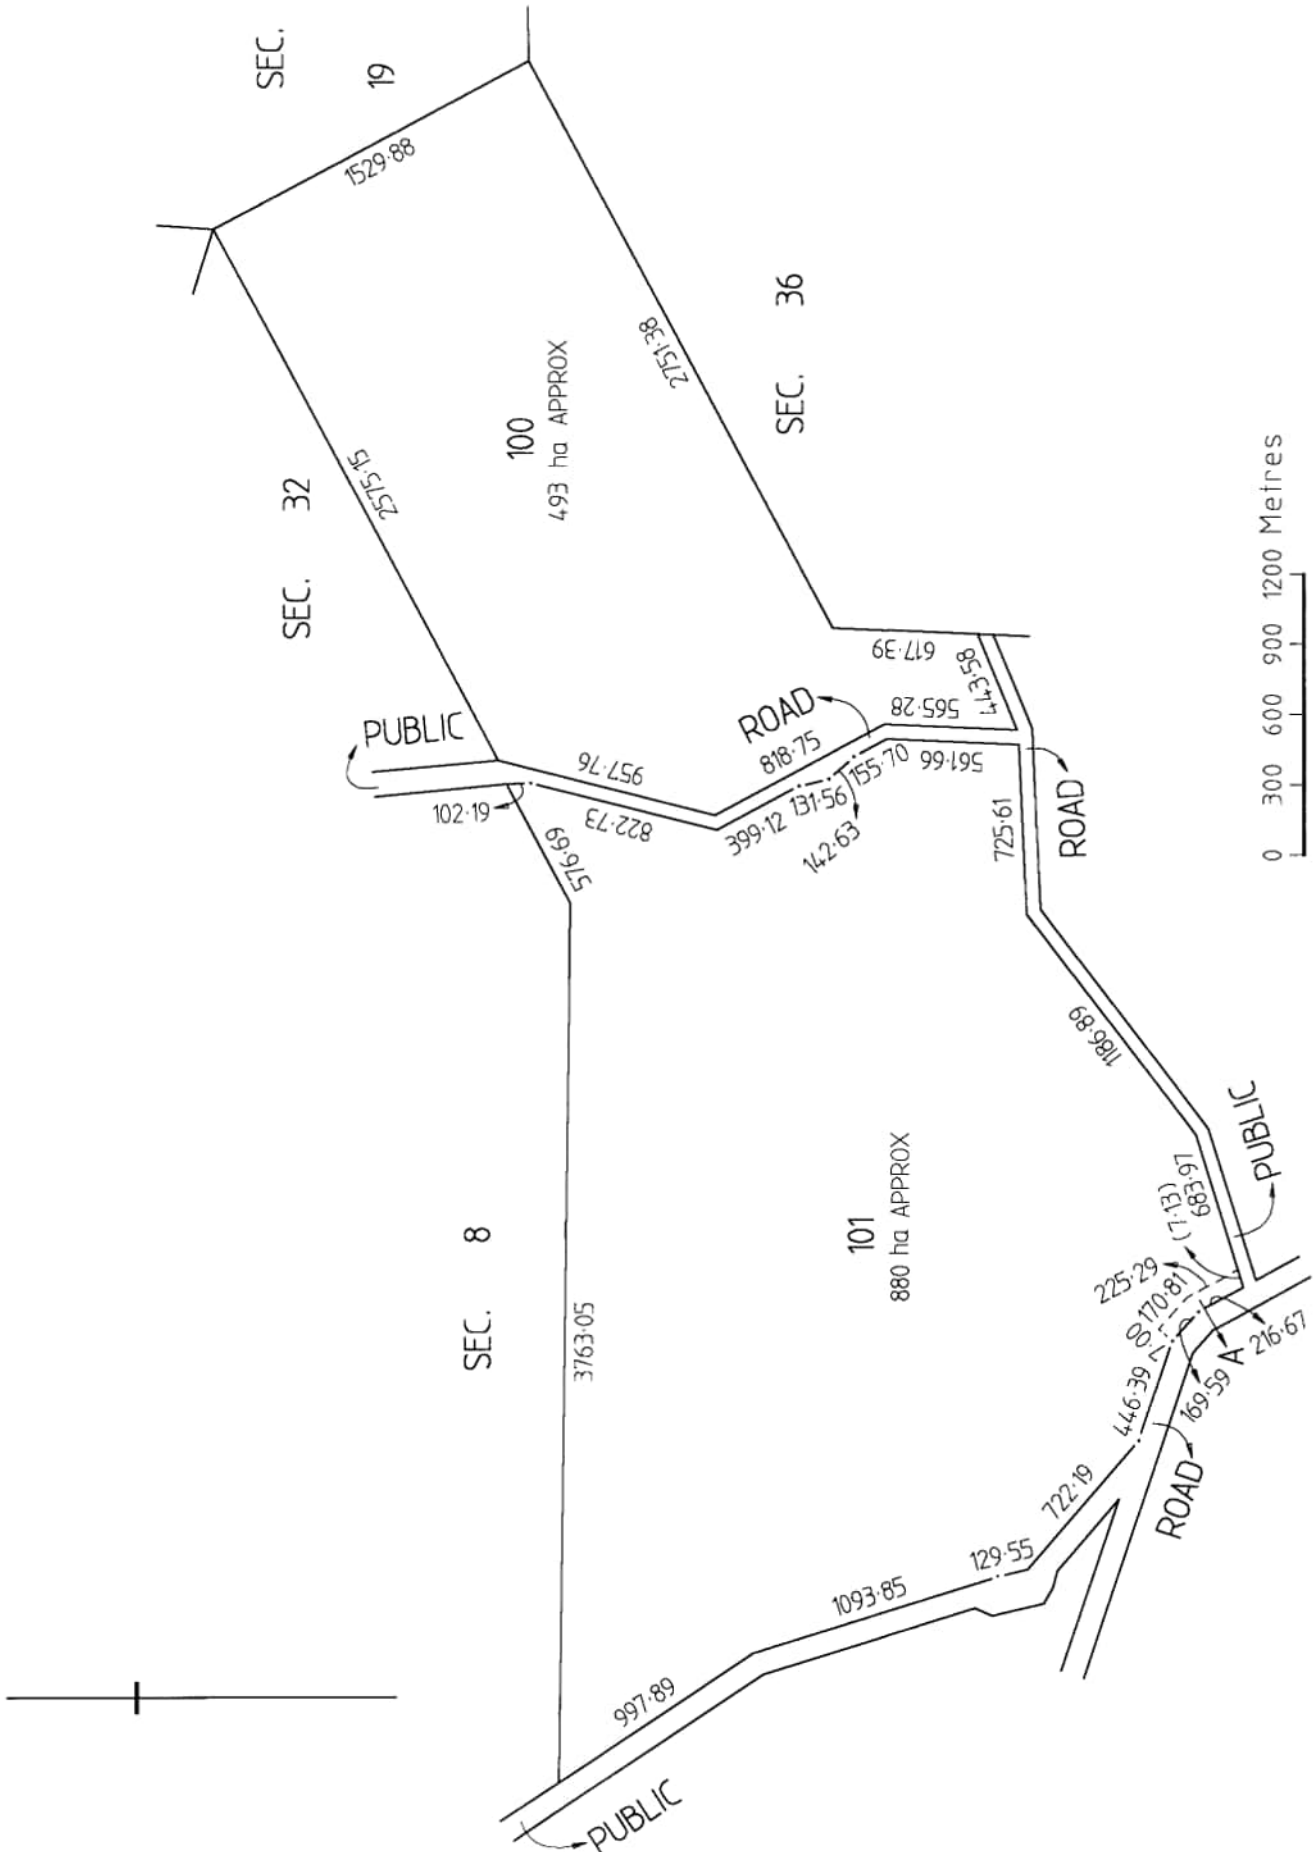 SEC. 19
1529·88
SEC. 32
2575·15
100
493 ha APPROX
2751·38
SEC. 36
PUBLIC
ROAD
617·39
443·58
565·28
957·76
818·75
102·19
822·73
399·12
131·56
142·63
155·70
561·66
576·69
725·61
ROAD
1186·89
SEC. 8
3763·05
101
880 ha APPROX
683·97
(7·13)
PUBLIC
225·29
170·81
7·00
216·67
A
169·59
446·39
ROAD
722·19
129·55
1093·85
997·89
PUBLIC
0 300 600 900 1200 Metres